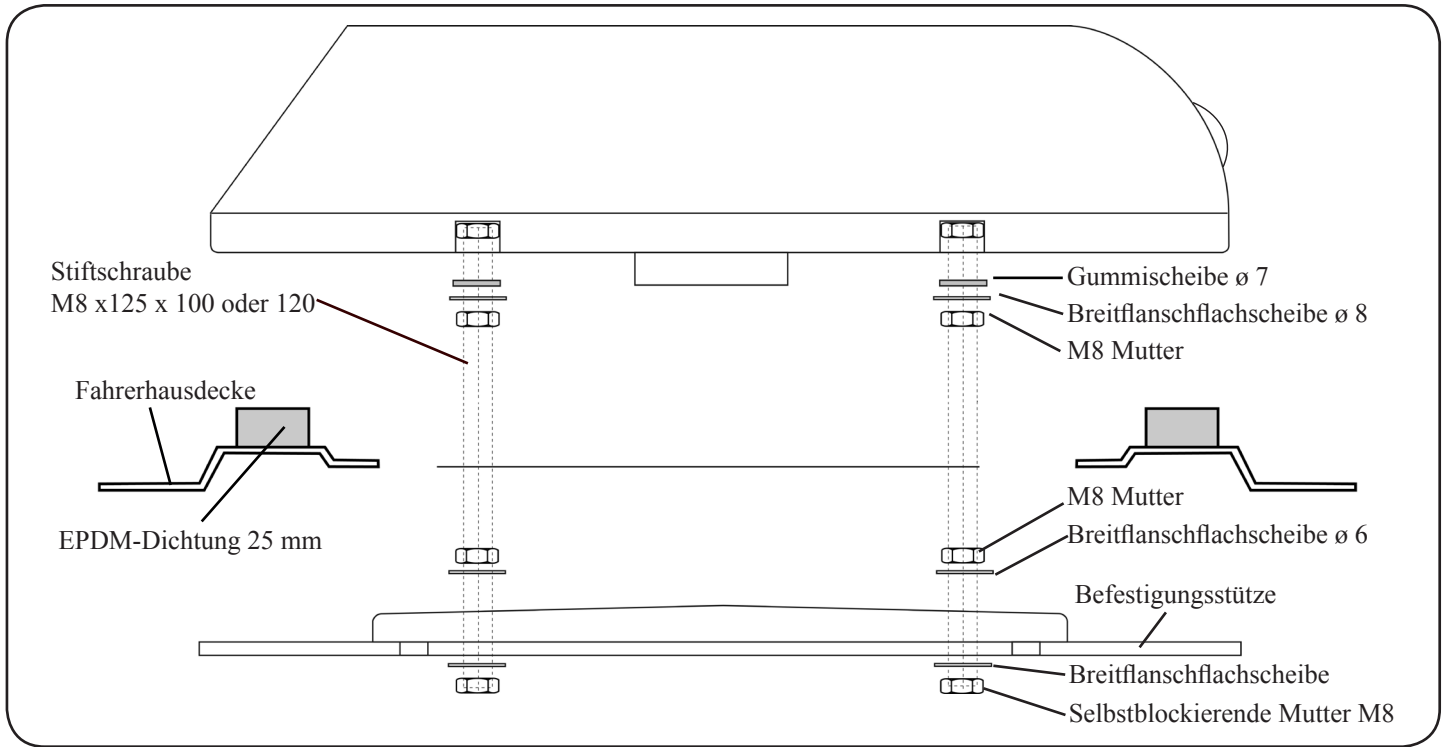 Stiftschraube
M8 x125 x 100 oder 120
Fahrerhausdecke
EPDM-Dichtung 25 mm
Gummischeibe ø 7
Breitflanschflachscheibe ø 8
M8 Mutter
M8 Mutter
Breitflanschflachscheibe ø 6
Befestigungsstütze
Breitflanschflachscheibe
Selbstblockierende Mutter M8